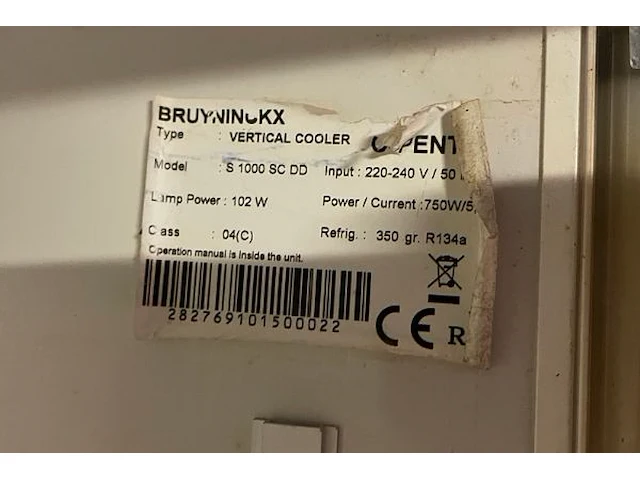 BRUYNINCKX
Type : VERTICAL COOLER
Model : S 1000 SC DD Input : 220-240 V / 50
Lamp Power : 102 W Power / Current :750W/5,
Class : 04(C) Refrig. : 350 gr. R134a
Operation manual is inside the unit.
282769101500022
CE R